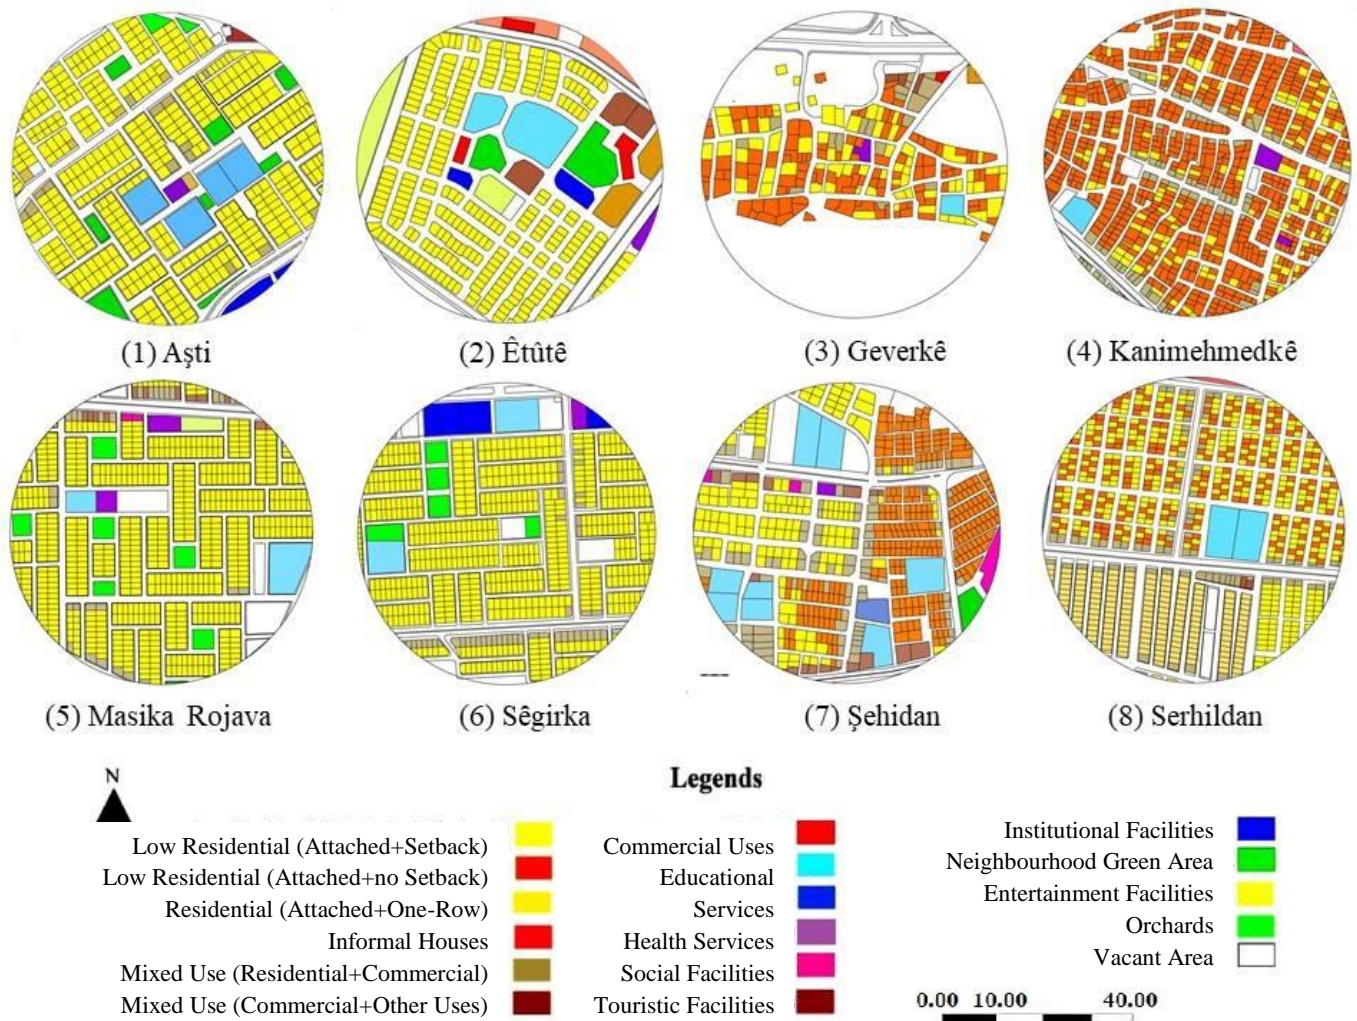 (1) Aşti
(2) Êtûtê
(3) Geverkê
(4) Kanimehmedkê
(5) Masika Rojava
(6) Sêgirka
(7) Şehidan
(8) Serhildan
N
Legends
Low Residential (Attached+Setback)
Low Residential (Attached+no Setback)
Residential (Attached+One-Row)
Informal Houses
Mixed Use (Residential+Commercial)
Mixed Use (Commercial+Other Uses)
Commercial Uses
Educational
Services
Health Services
Social Facilities
Touristic Facilities
Institutional Facilities
Neighbourhood Green Area
Entertainment Facilities
Orchards
Vacant Area
0.00 10.00 40.00